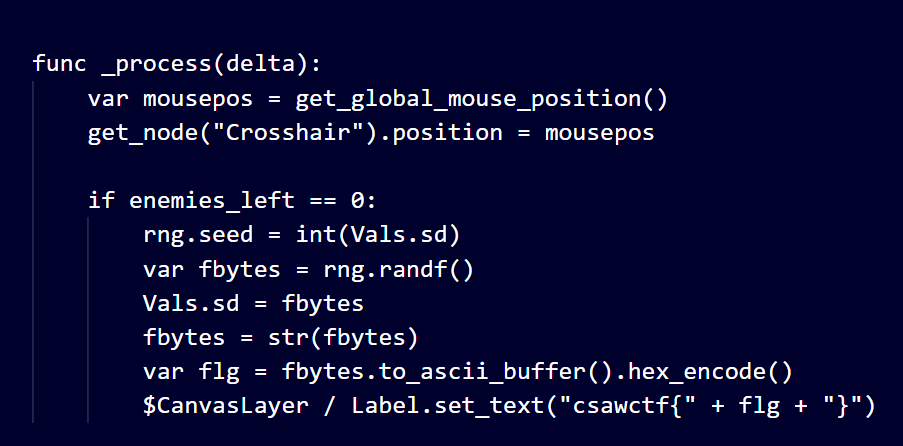 func _process(delta):
    var mousepos = get_global_mouse_position()
    get_node("Crosshair").position = mousepos

    if enemies_left == 0:
        rng.seed = int(Vals.sd)
        var fbytes = rng.randf()
        Vals.sd = fbytes
        fbytes = str(fbytes)
        var flg = fbytes.to_ascii_buffer().hex_encode()
        $CanvasLayer / Label.set_text("csawctf{" + flg + "}")